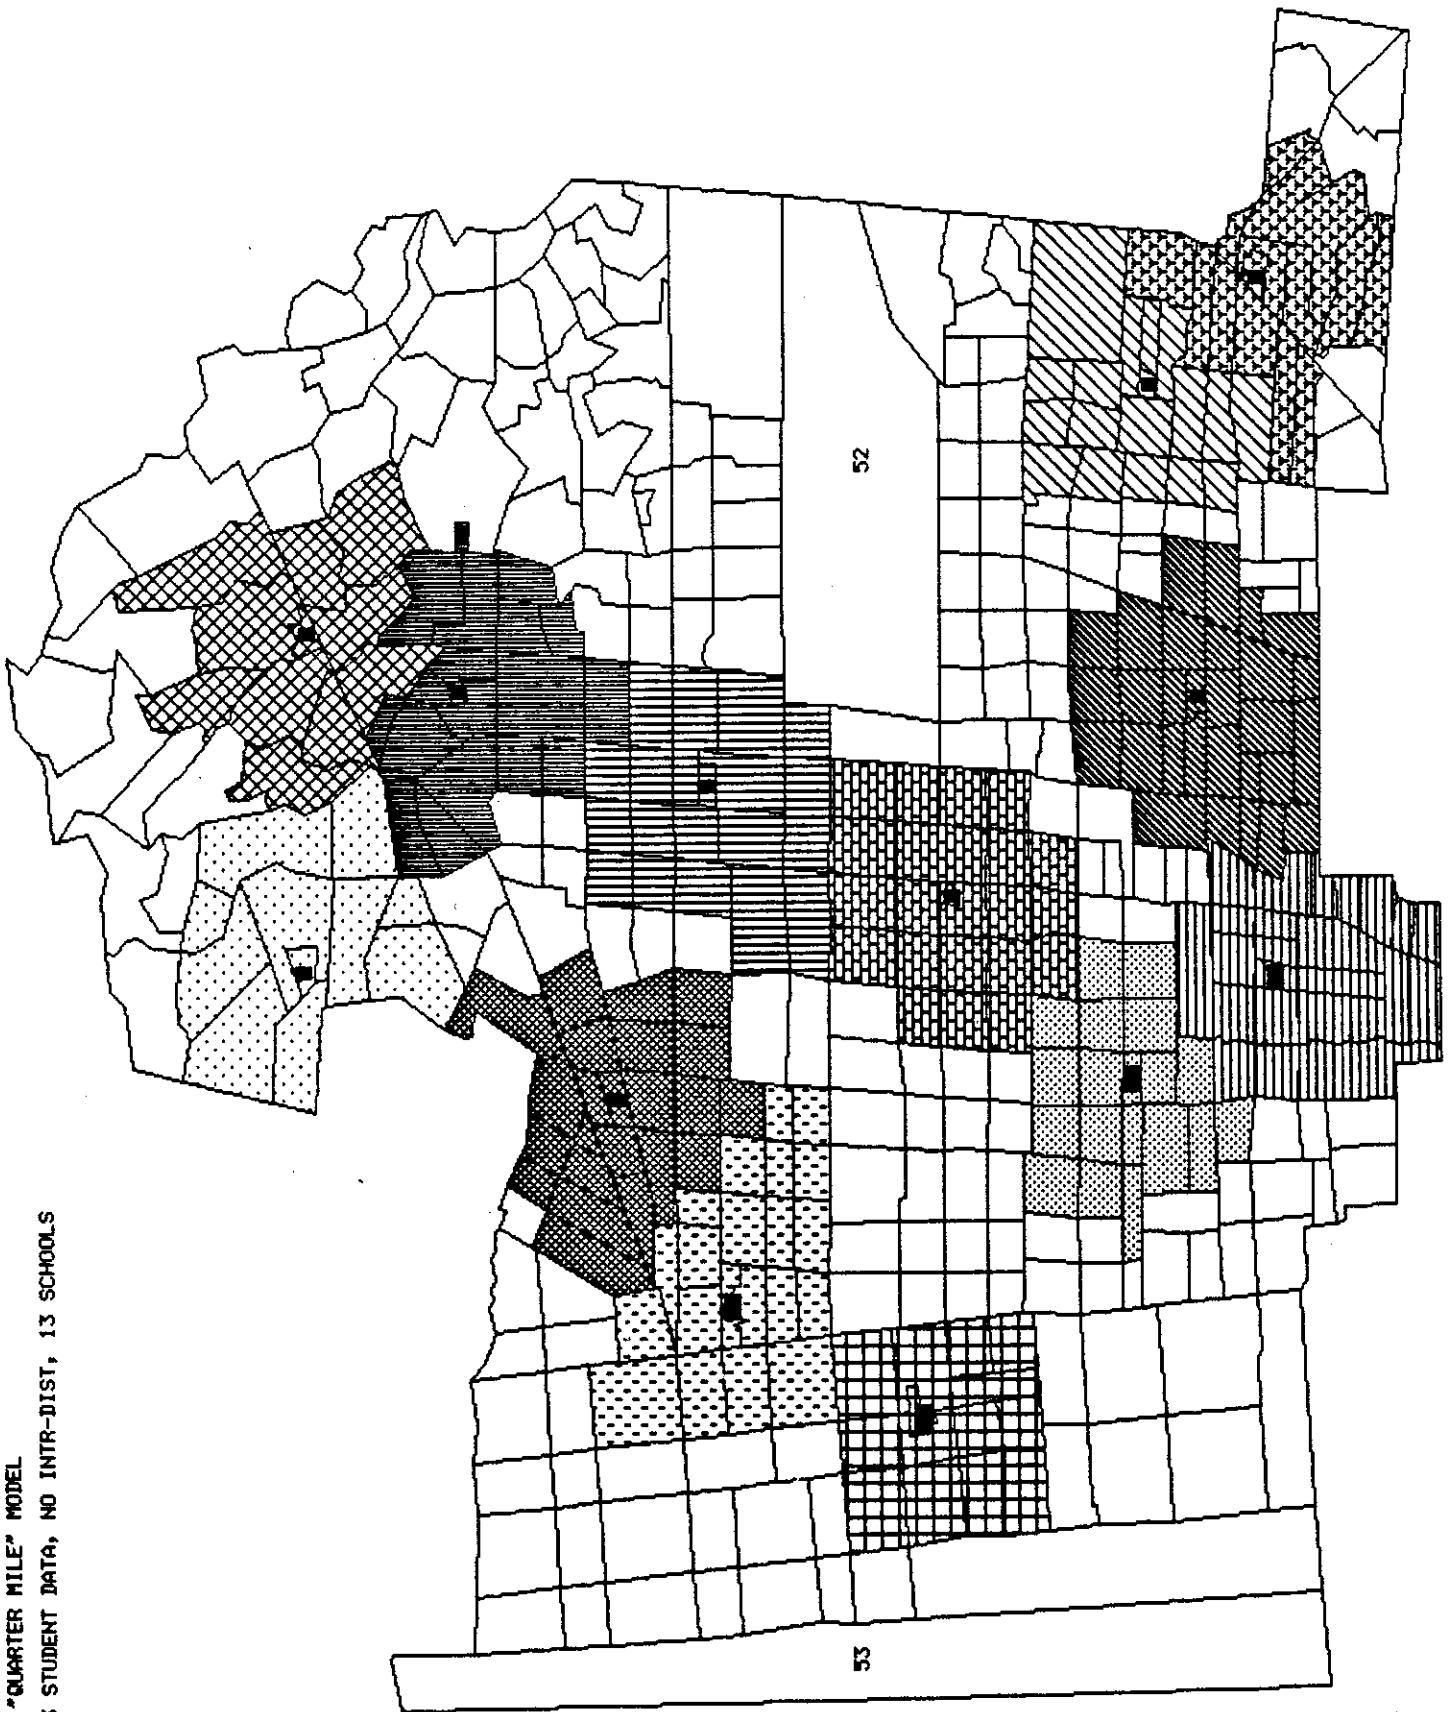 "QUARTER MILE" MODEL
STUDENT DATA, NO INTR-DIST, 13 SCHOOLS
52
53